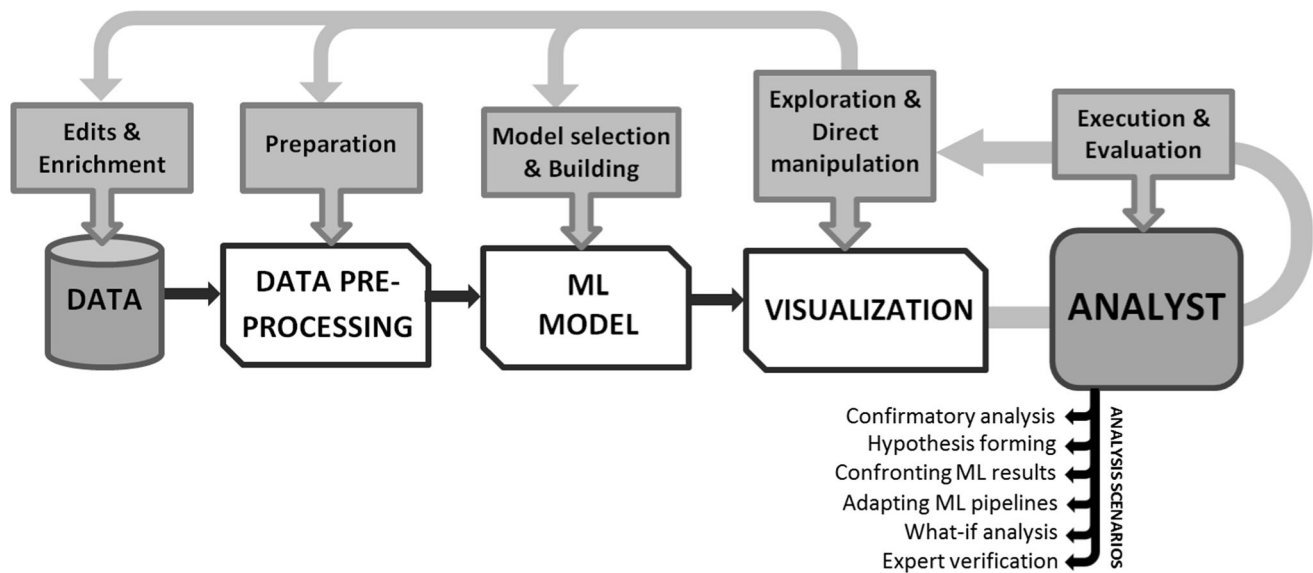 Edits &
Enrichment
Preparation
Model selection
& Building
Exploration &
Direct
manipulation
Execution &
Evaluation
DATA
DATA PRE-
PROCESSING
ML
MODEL
VISUALIZATION
ANALYST
Confirmatory analysis
Hypothesis forming
Confronting ML results
Adapting ML pipelines
What-if analysis
Expert verification
ANALYSIS SCENARIOS